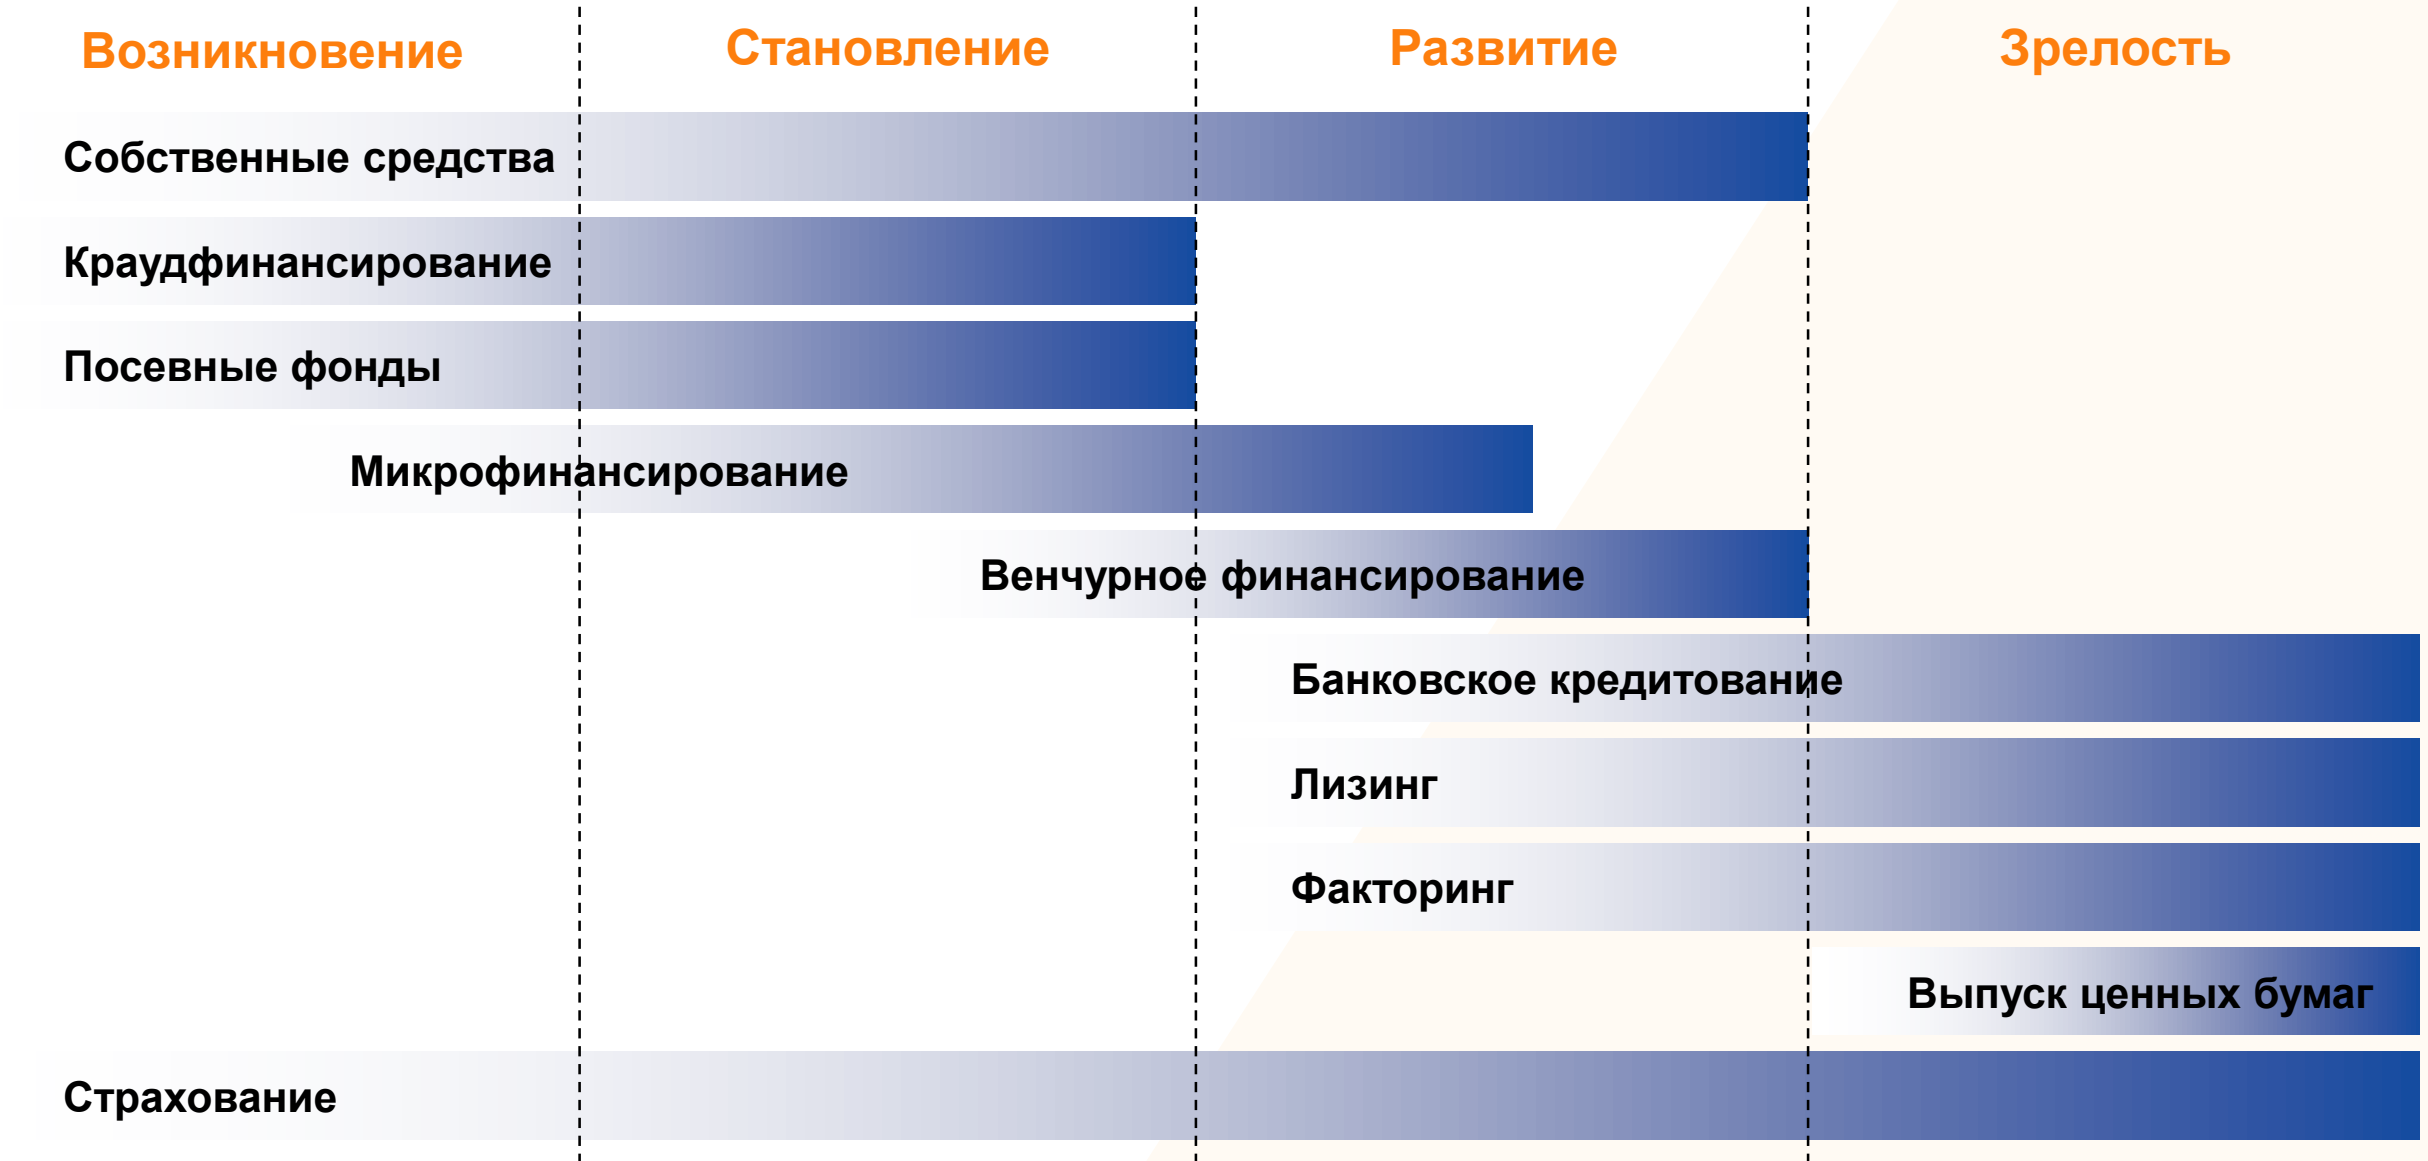 Возникновение
Становление
Развитие
Зрелость
Собственные средства
Краудфинансирование
Посевные фонды
Микрофинансирование
Венчурное финансирование
Банковское кредитование
Лизинг
Факторинг
Выпуск ценных бумаг
Страхование